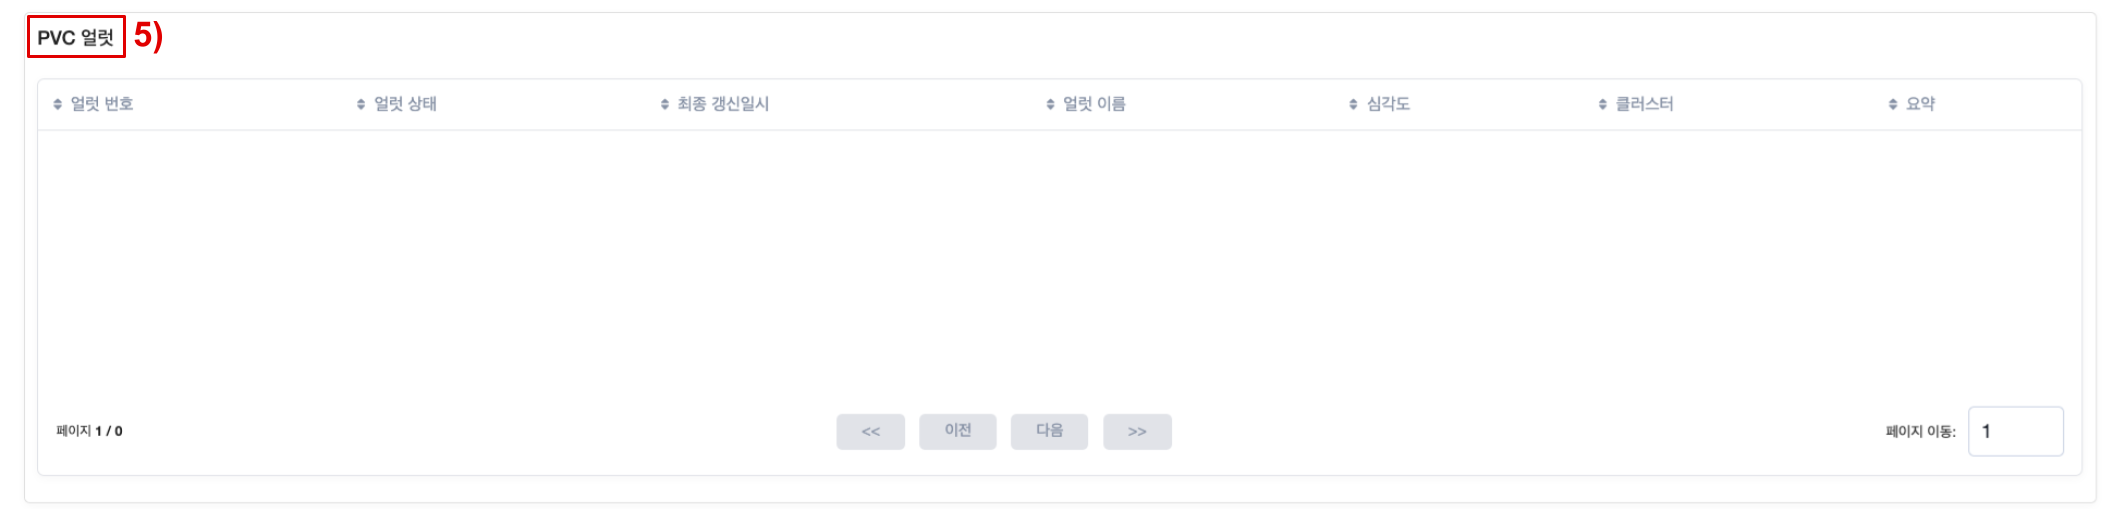 PVC 얼럿 5)
얼럿 번호 얼럿 상태 최종 갱신일시 얼럿 이름 심각도 클러스터 요약
페이지 1 / 0 << 이전 다음 >> 페이지 이동: 1